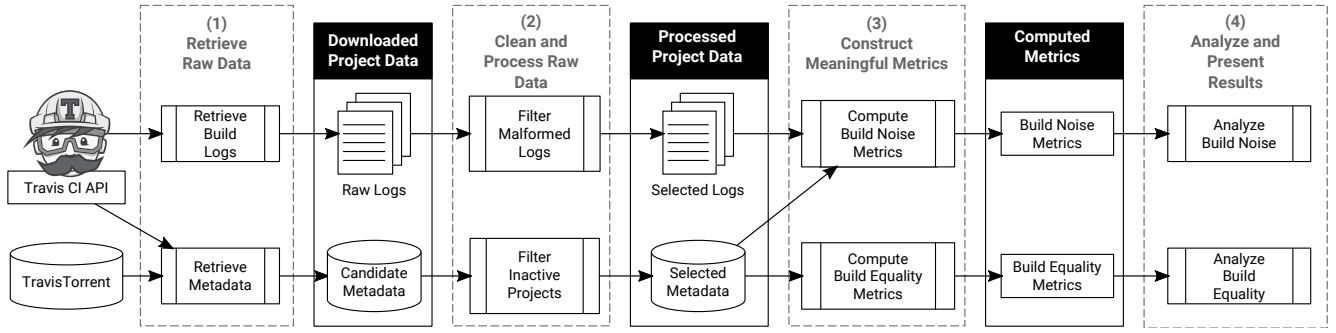 (1)
Retrieve
Raw Data
Downloaded
Project Data
(2)
Clean and
Process Raw
Data
Processed
Project Data
(3)
Construct
Meaningful Metrics
Computed
Metrics
(4)
Analyze and
Present
Results
T
Travis CI API
Retrieve
Build
Logs
Raw Logs
Filter
Malformed
Logs
Selected Logs
Compute
Build Noise
Metrics
Build Noise
Metrics
Analyze
Build Noise
TravisTorrent
Retrieve
Metadata
Candidate
Metadata
Filter
Inactive
Projects
Selected
Metadata
Compute
Build Equality
Metrics
Build Equality
Metrics
Analyze
Build
Equality